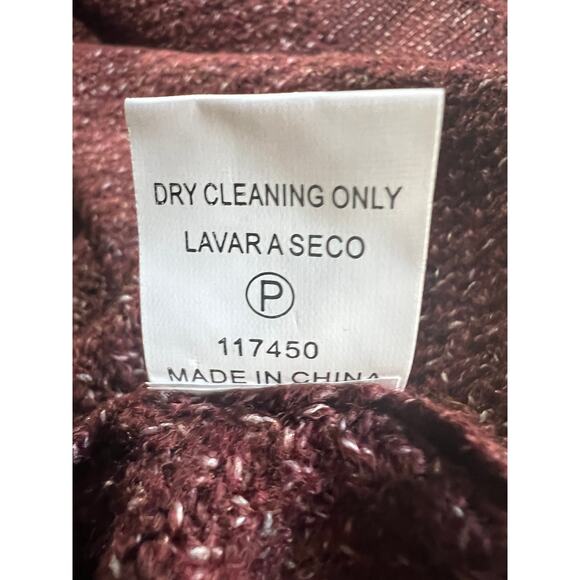 DRY CLEANING ONLY
LAVAR A SECO
P
117450
MADE IN CHINA